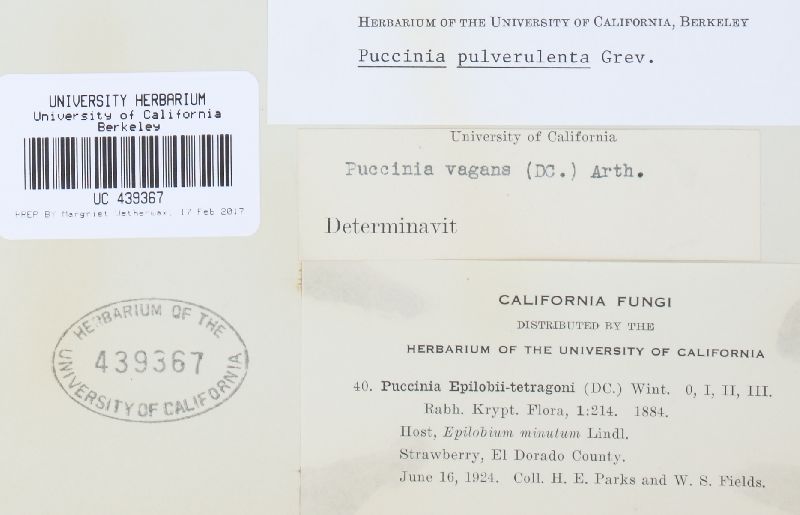 HERBARIUM OF THE UNIVERSITY OF CALIFORNIA, BERKELEY
Puccinia pulverulenta Grev.
UNIVERSITY HERBARIUM
University of California
Berkeley
UC 439367
PREP BY Margriet Wetherwax, 17 Feb 2017
University of California
Puccinia vagans (DC.) Arth.
Determinavit
HERBARIUM OF THE
439367
UNIVERSITY OF CALIFORNIA
CALIFORNIA FUNGI
DISTRIBUTED BY THE
HERBARIUM OF THE UNIVERSITY OF CALIFORNIA
40. Puccinia Epilobii-tetragoni (DC.) Wint. 0, I, II, III.
Rabh. Krypt. Flora, 1:214. 1884.
Host, Epilobium minutum Lindl.
Strawberry, El Dorado County.
June 16, 1924. Coll. H. E. Parks and W. S. Fields.